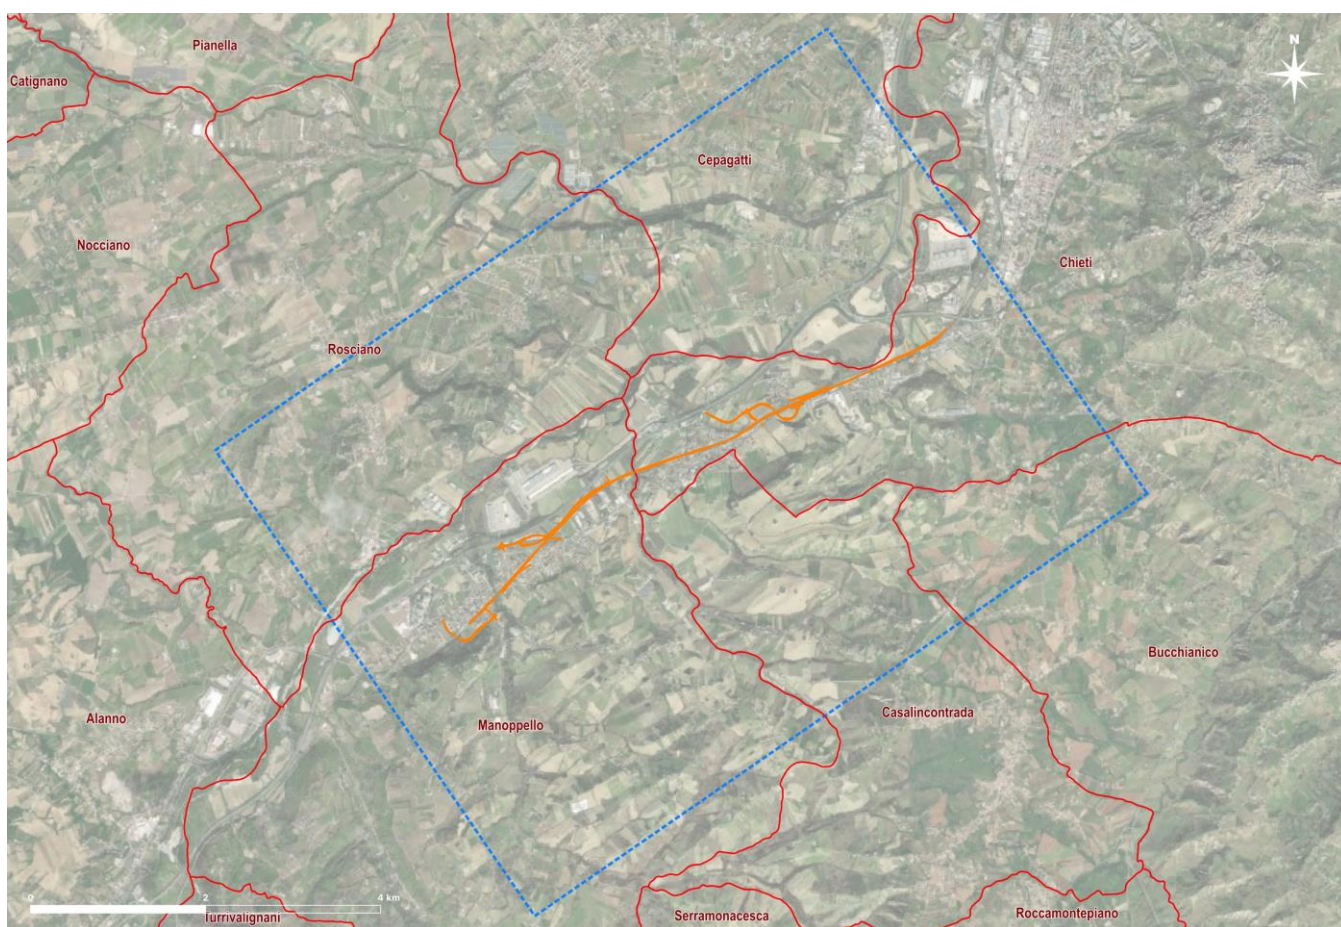 N
Pianella
Catignano
Cepagatti
Nocciano
Chieti
Rosciano
Bucchianico
Alanno
Manoppello
Casalincontrada
0 2 4 km
Turrivalignani
Serramonacesca
Roccamontepiano